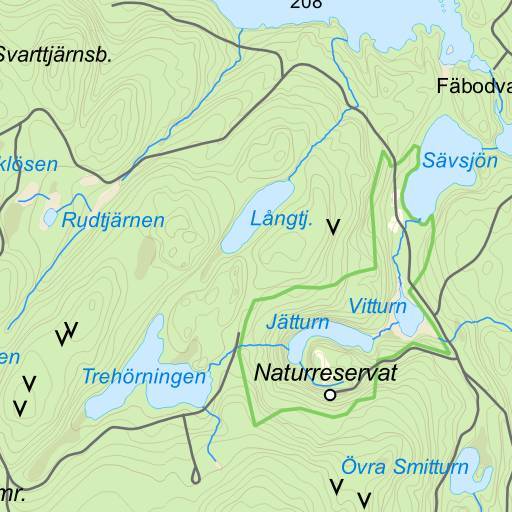 208
Svarttjärnsb.
Fäbodva
Sävsjön
klösen
Rudtjärnen
Långtj.
Vitturn
Jätturn
en
Trehörningen
Naturreservat
Övra Smitturn
mr.